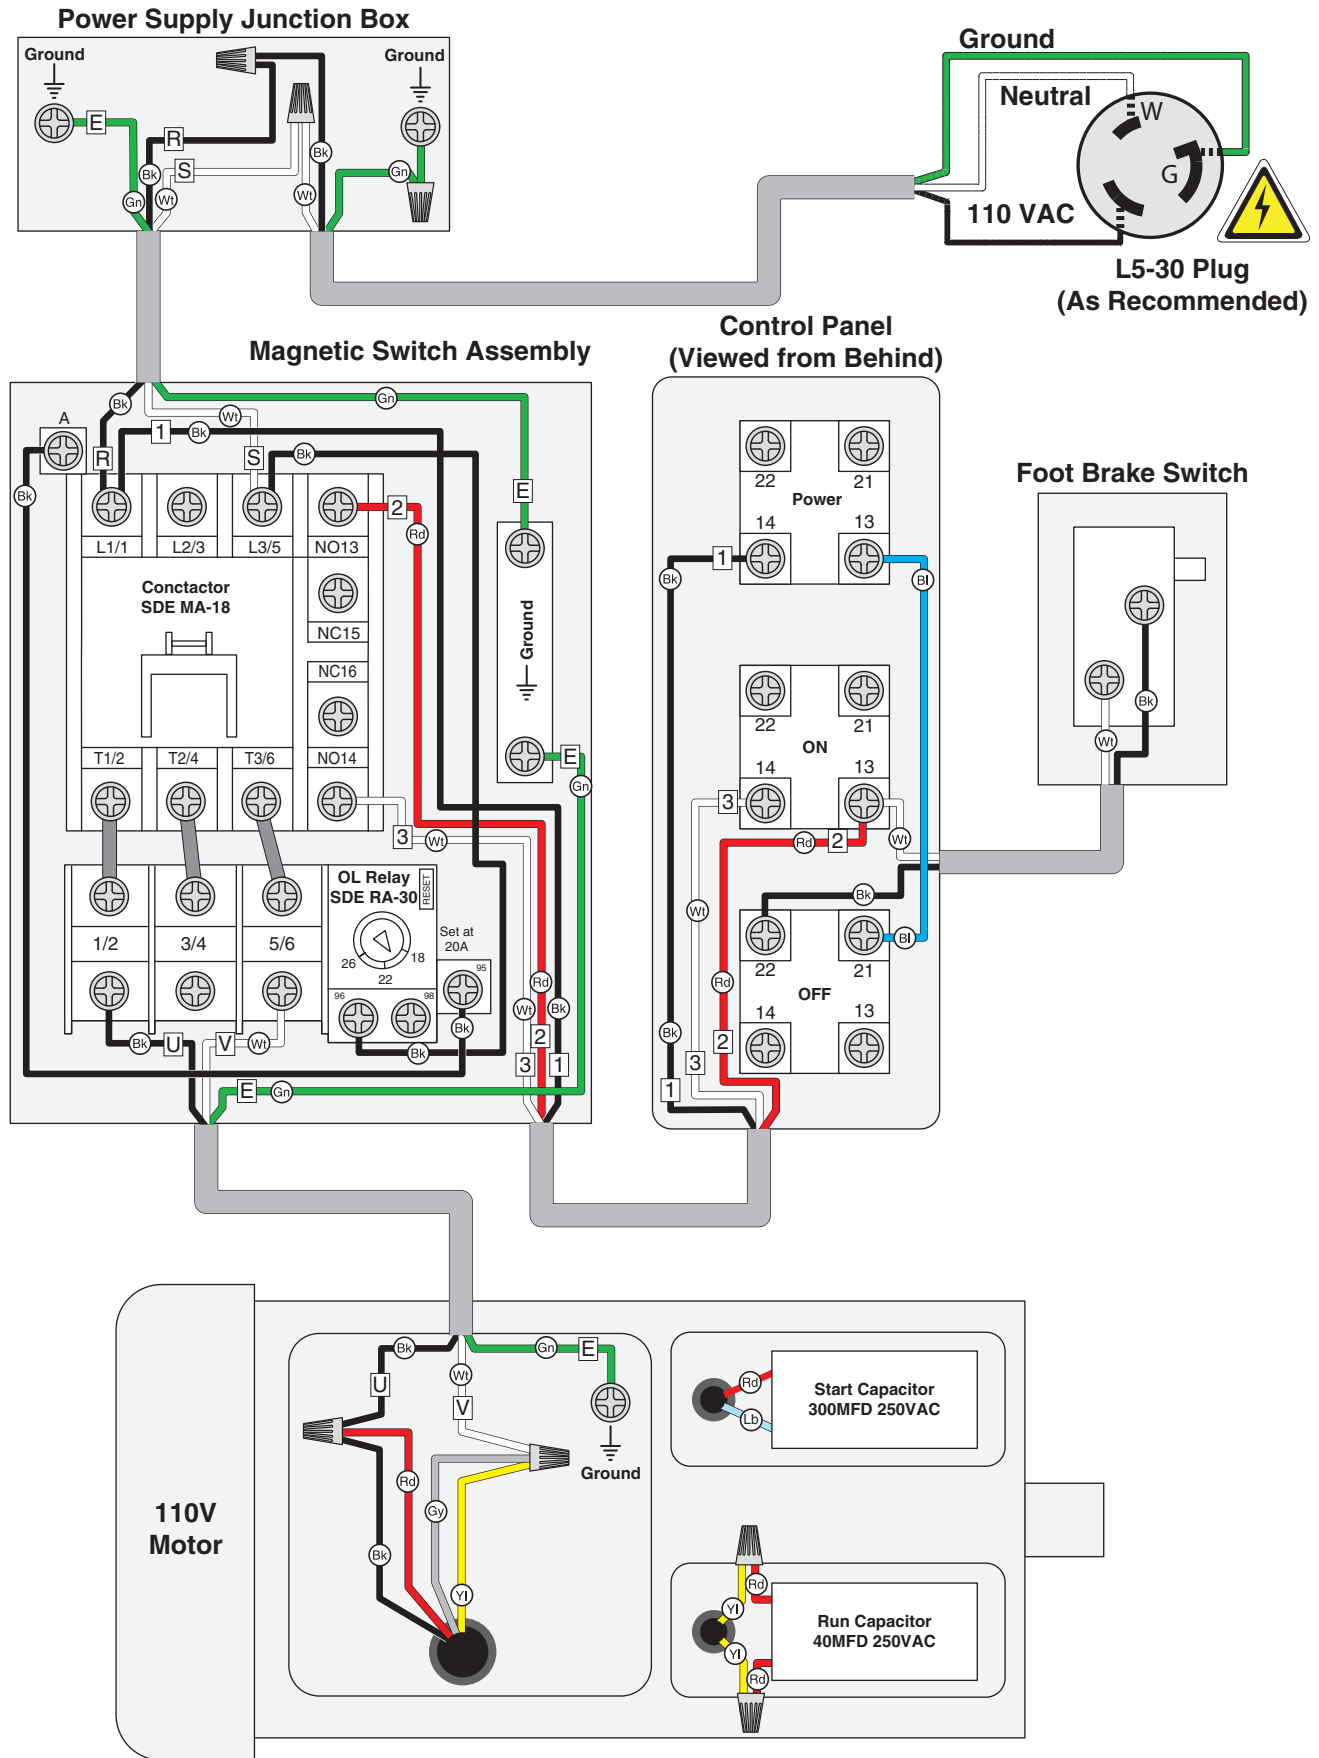 Power Supply Junction Box
Ground
Ground
E
R
S
Bk
Gn
Wt
Wt
Bk
Gn
Ground
Neutral
W
G
110 VAC
L5-30 Plug
(As Recommended)
Magnetic Switch Assembly
A
Bk
Wt
Gn
1
Bk
R
S
Bk
Bk
E
2
Rd
L1/1
L2/3
L3/5
NO13
Conctactor
SDE MA-18
NC15
NC16
Ground
T1/2
T2/4
T3/6
NO14
E
Gn
3
Wt
OL Relay
SDE RA-30
RESET
Set at
20A
26
18
22
1/2
3/4
5/6
95
96
98
Bk
Bk
U
V
Wt
Bk
Rd
Wt
Bk
2
3
1
E
Gn
Control Panel
(Viewed from Behind)
22
21
Power
14
13
1
Bk
Bl
22
21
ON
14
13
3
Rd
2
Wt
Bk
Wt
Bl
22
21
OFF
14
13
Rd
Bk
2
3
1
Foot Brake Switch
Bk
Wt
110V
Motor
Bk
Gn
E
U
Wt
V
Ground
Rd
Gy
Bk
Yl
Rd
Lb
Start Capacitor
300MFD 250VAC
Rd
Yl
Yl
Rd
Run Capacitor
40MFD 250VAC